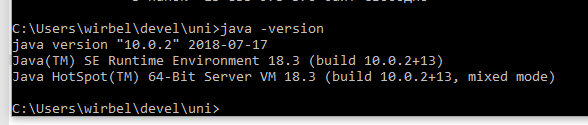 C:\Users\wirbel\devel\uni>java -version
java version "10.0.2" 2018-07-17
Java(TM) SE Runtime Environment 18.3 (build 10.0.2+13)
Java HotSpot(TM) 64-Bit Server VM 18.3 (build 10.0.2+13, mixed mode)
C:\Users\wirbel\devel\uni>